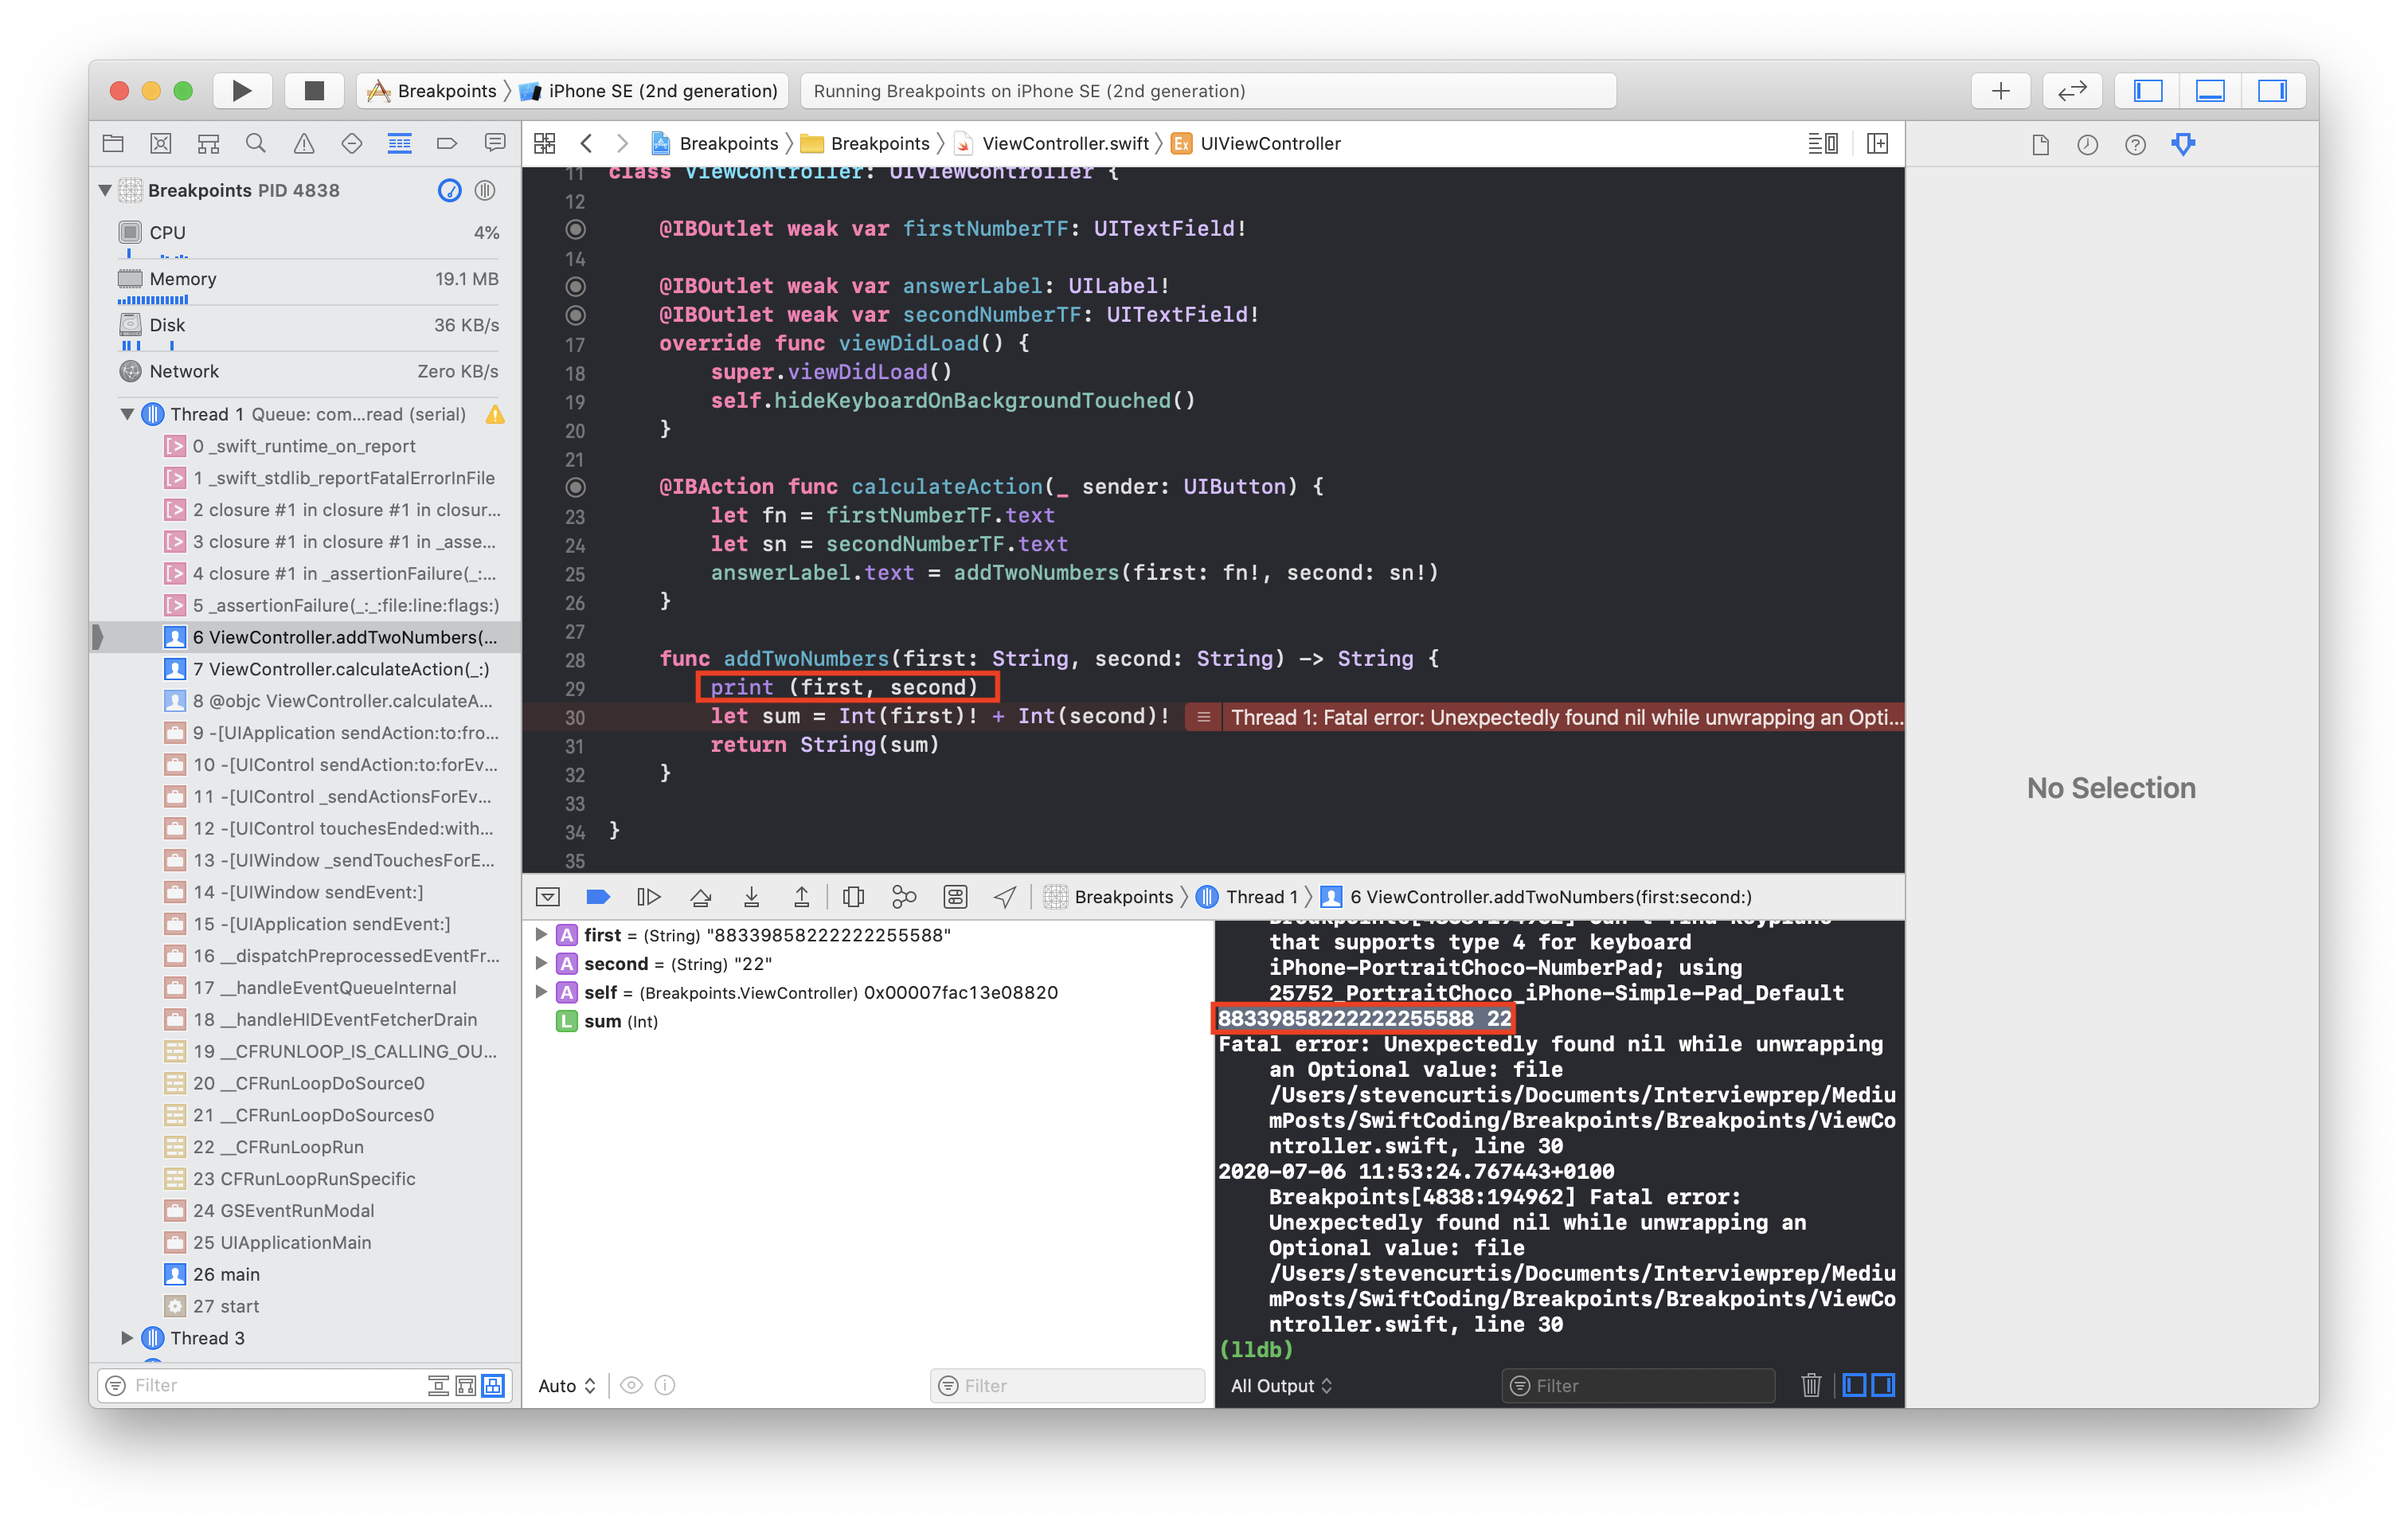 Breakpoints
iPhone SE (2nd generation)
Running Breakpoints on iPhone SE (2nd generation)
Breakpoints
Breakpoints
ViewController.swift
Ex UIViewController
Breakpoints PID 4838
CPU 4%
Memory 19.1 MB
Disk 36 KB/s
Network Zero KB/s
Thread 1 Queue: com...read (serial)
0 _swift_runtime_on_report
1 _swift_stdlib_reportFatalErrorInFile
2 closure #1 in closure #1 in closur...
3 closure #1 in closure #1 in _asse...
4 closure #1 in _assertionFailure(_:...
5 _assertionFailure(_:_:file:line:flags:)
6 ViewController.addTwoNumbers(...
7 ViewController.calculateAction(_:)
8 @objc ViewController.calculateA...
9 -[UIApplication sendAction:to:fro...
10 -[UIControl sendAction:to:forEv...
11 -[UIControl _sendActionsForEv...
12 -[UIControl touchesEnded:with...
13 -[UIWindow _sendTouchesForE...
14 -[UIWindow sendEvent:]
15 -[UIApplication sendEvent:]
16 __dispatchPreprocessedEventFr...
17 __handleEventQueueInternal
18 __handleHIDEventFetcherDrain
19 __CFRUNLOOP_IS_CALLING_OU...
20 __CFRunLoopDoSource0
21 __CFRunLoopDoSources0
22 __CFRunLoopRun
23 CFRunLoopRunSpecific
24 GSEventRunModal
25 UIApplicationMain
26 main
27 start
Thread 3
Filter
11 class ViewController: UIViewController {
12
@IBOutlet weak var firstNumberTF: UITextField!
14
@IBOutlet weak var answerLabel: UILabel!
@IBOutlet weak var secondNumberTF: UITextField!
17 override func viewDidLoad() {
18 super.viewDidLoad()
19 self.hideKeyboardOnBackgroundTouched()
20 }
21
@IBAction func calculateAction(_ sender: UIButton) {
23 let fn = firstNumberTF.text
24 let sn = secondNumberTF.text
25 answerLabel.text = addTwoNumbers(first: fn!, second: sn!)
26 }
27
28 func addTwoNumbers(first: String, second: String) -> String {
29 print (first, second)
30 let sum = Int(first)! + Int(second)! Thread 1: Fatal error: Unexpectedly found nil while unwrapping an Opti...
31 return String(sum)
32 }
33
34 }
35
Breakpoints
Thread 1
6 ViewController.addTwoNumbers(first:second:)
A first = (String) "88339858222222255588"
A second = (String) "22"
A self = (Breakpoints.ViewController) 0x00007fac13e08820
L sum (Int)
Auto
Filter
Breakpoints[4838:194962] Can't find keyplane
that supports type 4 for keyboard
iPhone-PortraitChoco-NumberPad; using
25752_PortraitChoco_iPhone-Simple-Pad_Default
88339858222222255588 22
Fatal error: Unexpectedly found nil while unwrapping
an Optional value: file
/Users/stevencurtis/Documents/Interviewprep/Mediu
mPosts/SwiftCoding/Breakpoints/Breakpoints/ViewCo
ntroller.swift, line 30
2020-07-06 11:53:24.767443+0100
Breakpoints[4838:194962] Fatal error:
Unexpectedly found nil while unwrapping an
Optional value: file
/Users/stevencurtis/Documents/Interviewprep/Mediu
mPosts/SwiftCoding/Breakpoints/Breakpoints/ViewCo
ntroller.swift, line 30
(lldb)
All Output
Filter
No Selection